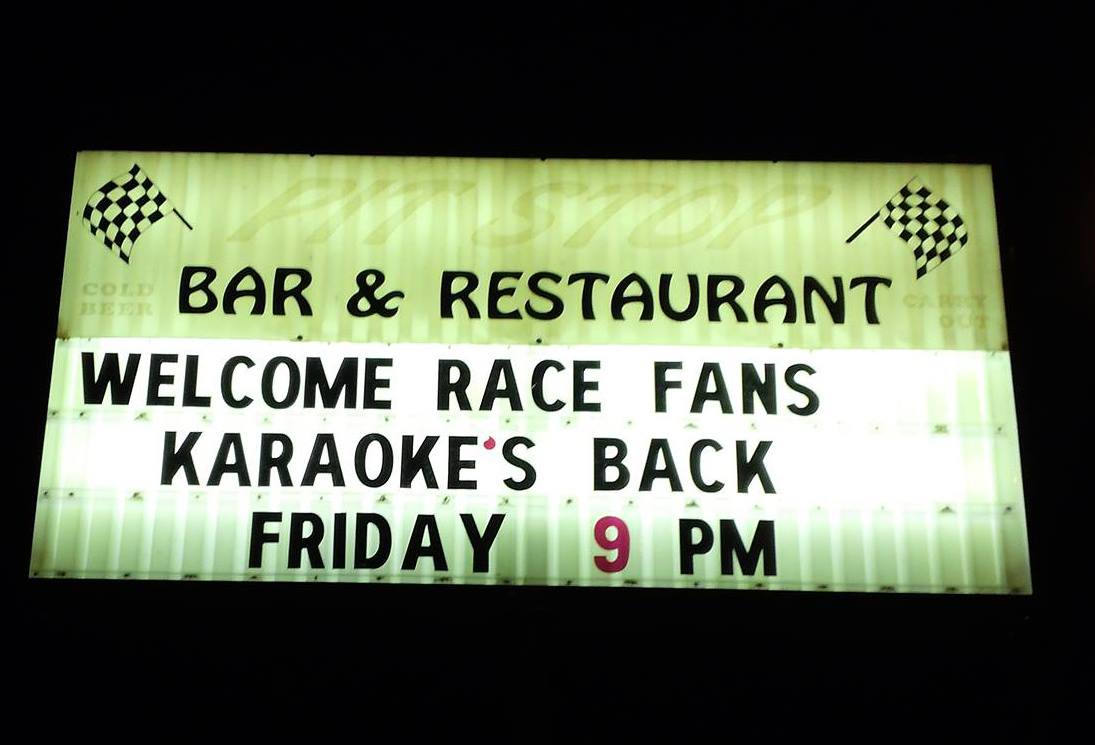 PIT STOP
BAR & RESTAURANT
COLD
BEER
CARRY
OUT
WELCOME RACE FANS
KARAOKE'S BACK
FRIDAY 9 PM